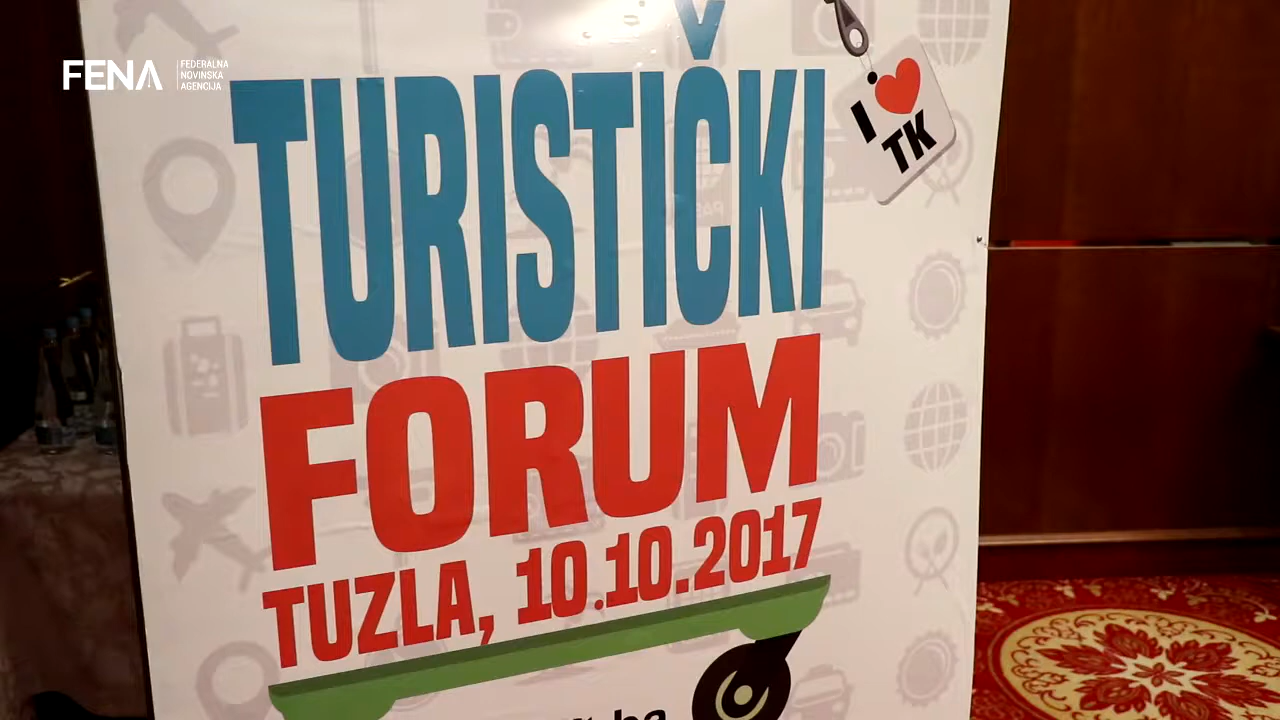 FENA
FEDERALNA
NOVINSKA
AGENCIJA
TURISTIČKI
FORUM
TUZLA, 10.10.2017
I
TK